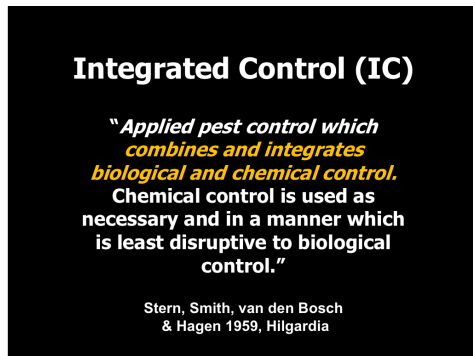 Integrated Control (IC)
“Applied pest control which
combines and integrates
biological and chemical control.
Chemical control is used as
necessary and in a manner which
is least disruptive to biological
control.”
Stern, Smith, van den Bosch
& Hagen 1959, Hilgardia